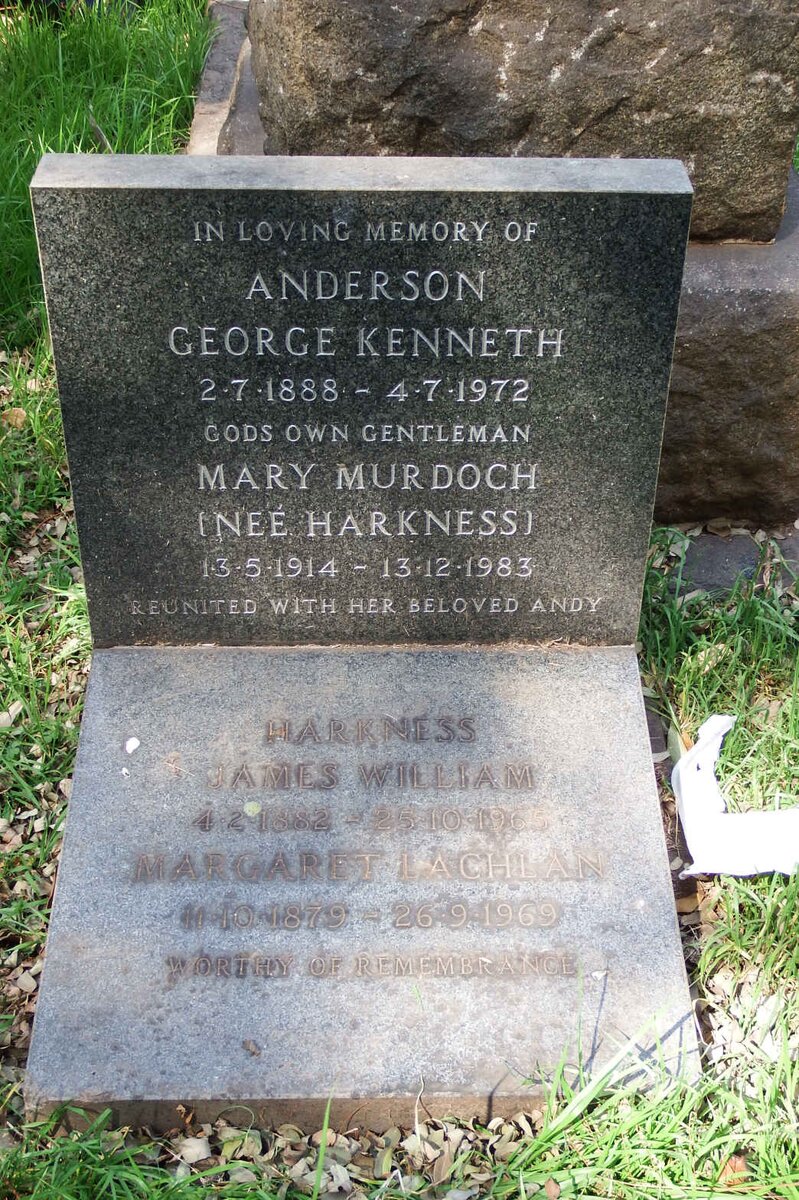 IN LOVING MEMORY OF
ANDERSON
GEORGE KENNETH
2·7·1888 – 4·7·1972
GODS OWN GENTLEMAN
MARY MURDOCH
(NEÉ HARKNESS)
13·5·1914 – 13·12·1983
REUNITED WITH HER BELOVED ANDY
HARKNESS
JAMES WILLIAM
4·2·1882 – 25·10·1965
MARGARET LACHLAN
11·10·1879 – 26·9·1969
WORTHY OF REMEMBRANCE